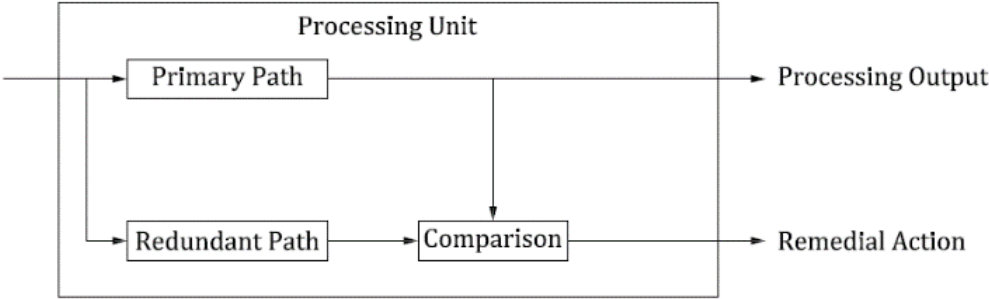 Processing Unit
Primary Path
Processing Output
Redundant Path
Comparison
Remedial Action